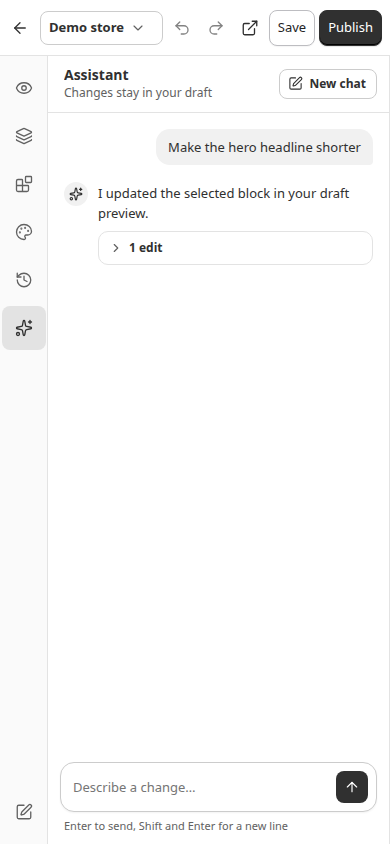 Demo store
Save
Publish
Assistant
Changes stay in your draft
New chat
Make the hero headline shorter
I updated the selected block in your draft
preview.
1 edit
Describe a change...
Enter to send, Shift and Enter for a new line